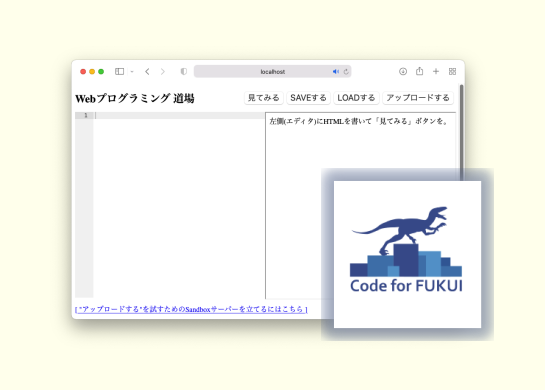 localhost
Webプログラミング 道場
見てみる SAVEする LOADする アップロードする
1
左側(エディタ)にHTMLを書いて「見てみる」ボタンを。
Code for FUKUI
[ "アップロードする"を試すためのSandboxサーバーを立てるにはこちら ]